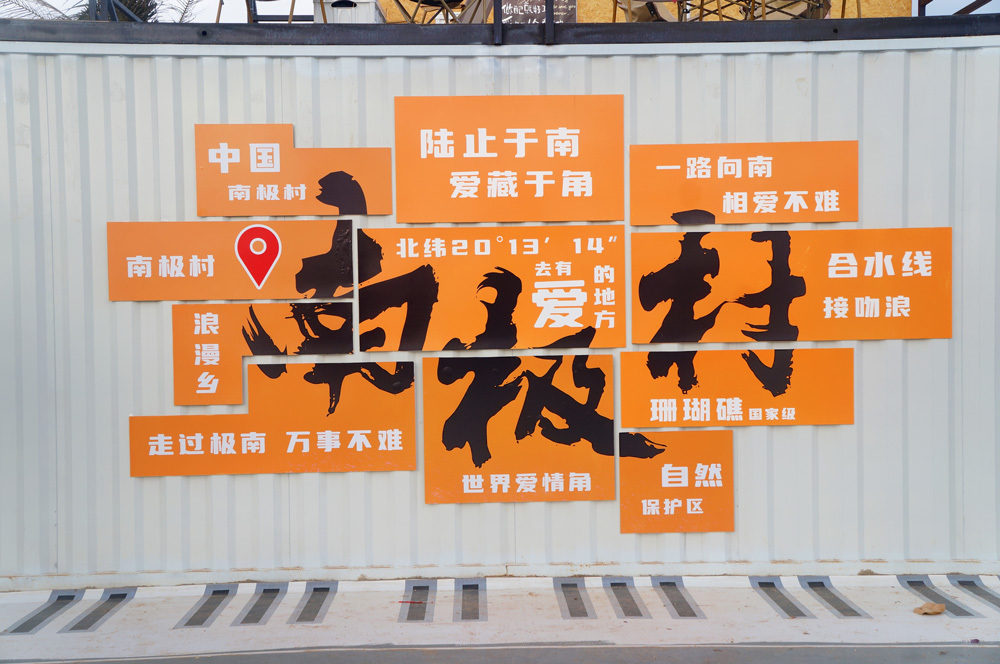 中国
南极村
陆止于南
爱藏于角
一路向南
相爱不难
南极村
北纬20°13′14″
去有爱的地方
合水线
接吻浪
浪漫乡
南极村
走过极南 万事不难
世界爱情角
珊瑚礁国家级
自然
保护区